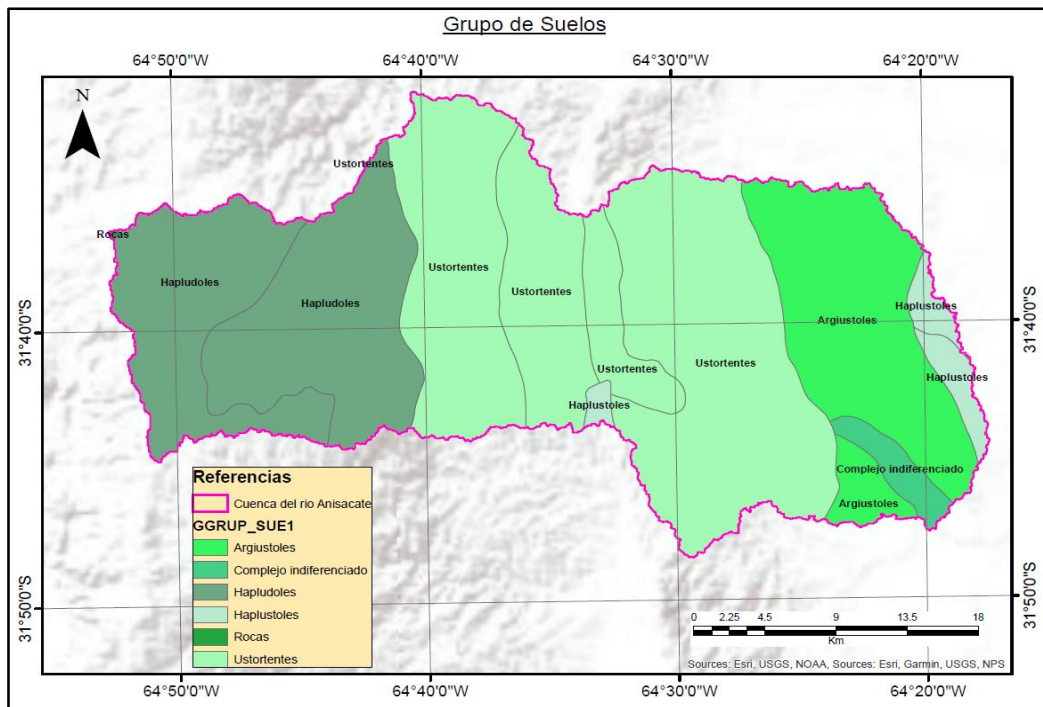 Grupo de Suelos
64°50'0"W
64°40'0"W
64°30'0"W
64°20'0"W
N
Ustortentes
Rocas
Hapludoles
Hapludoles
Ustortentes
Ustortentes
Ustortentes
Ustortentes
Haplustoles
Argiustoles
Haplustoles
Haplustoles
Complejo indiferenciado
Argiustoles
31°40'0"S
31°40'0"S
31°50'0"S
31°50'0"S
Referencias
Cuenca del rio Anisacate
GGRUP_SUE1
Argiustoles
Complejo indiferenciado
Hapludoles
Haplustoles
Rocas
Ustortentes
0 2.25 4.5 9 13.5 18
Km
Sources: Esri, USGS, NOAA, Sources: Esri, Garmin, USGS, NPS
64°50'0"W
64°40'0"W
64°30'0"W
64°20'0"W